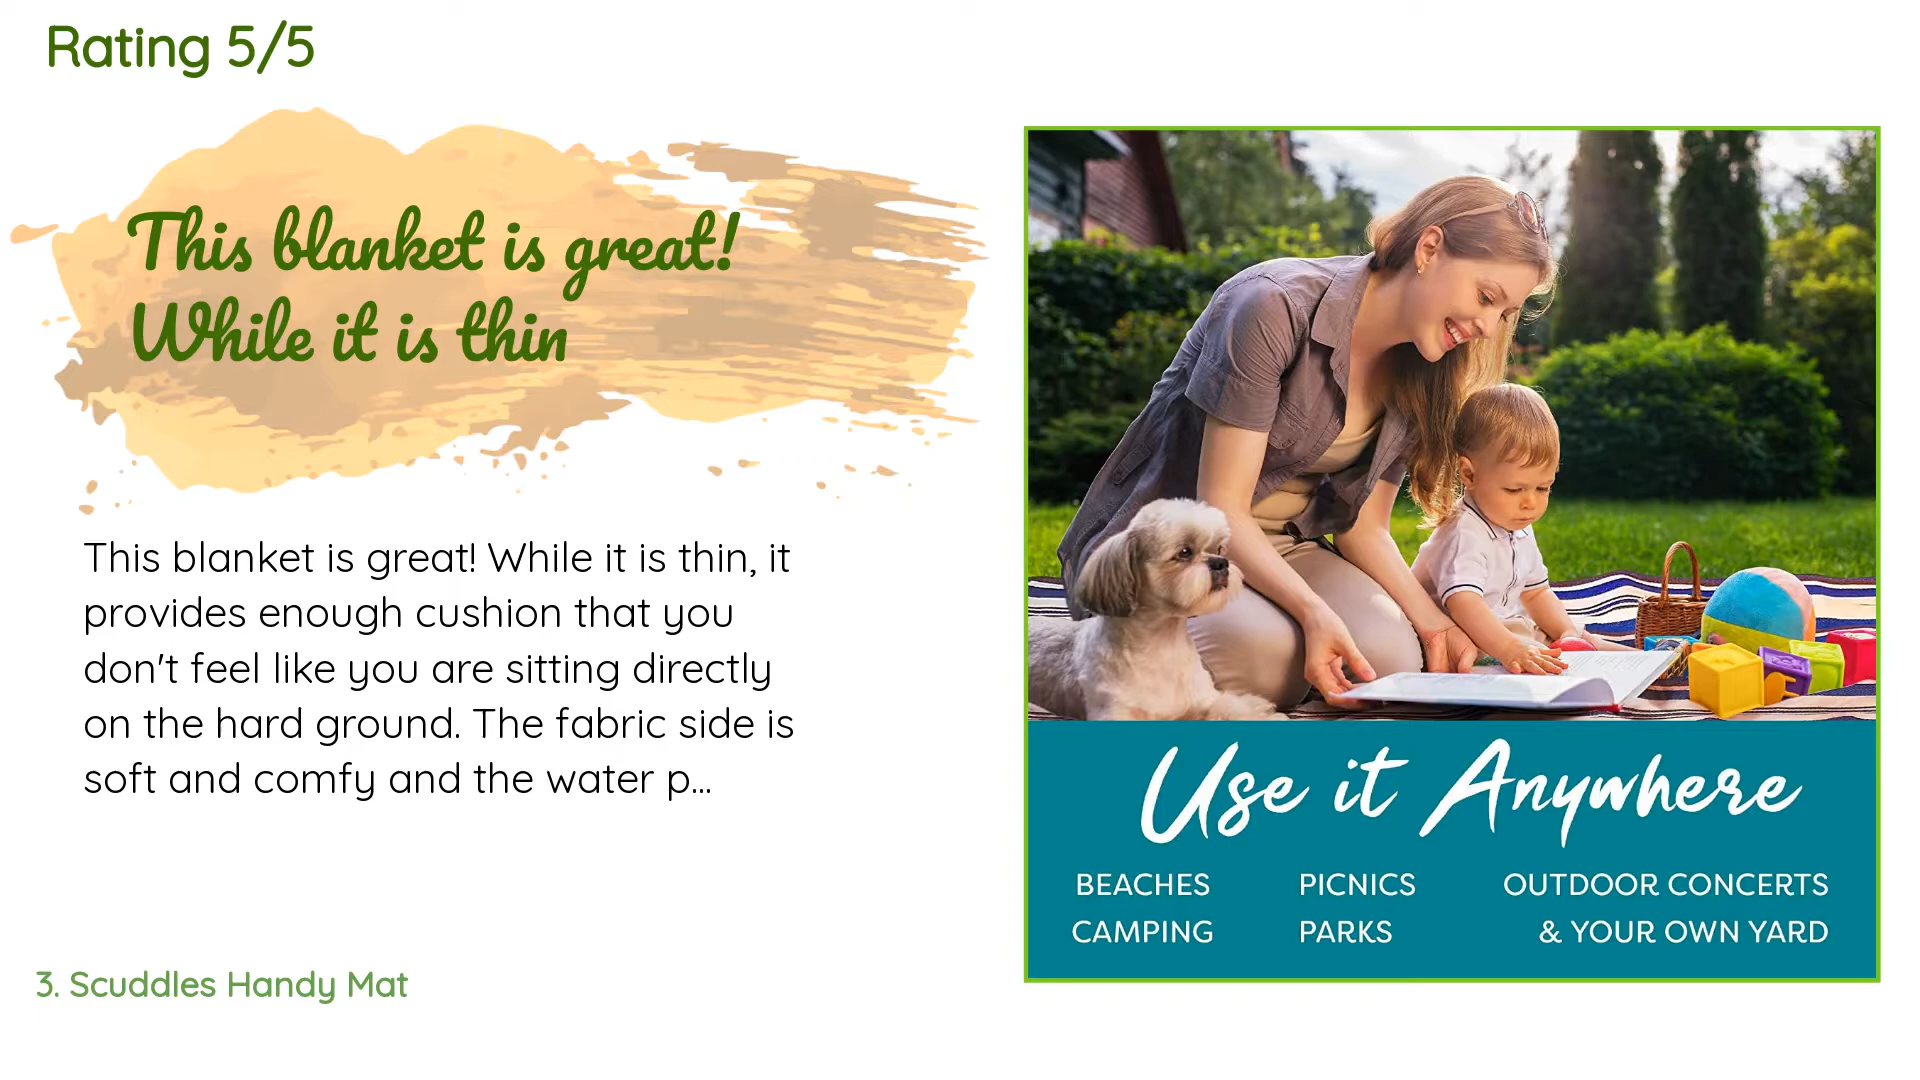 Rating 5/5
This blanket is great!
While it is thin
This blanket is great! While it is thin, it
provides enough cushion that you
don't feel like you are sitting directly
on the hard ground. The fabric side is
soft and comfy and the water p...
3. Scuddles Handy Mat
Use it Anywhere
BEACHES PICNICS OUTDOOR CONCERTS
CAMPING PARKS & YOUR OWN YARD